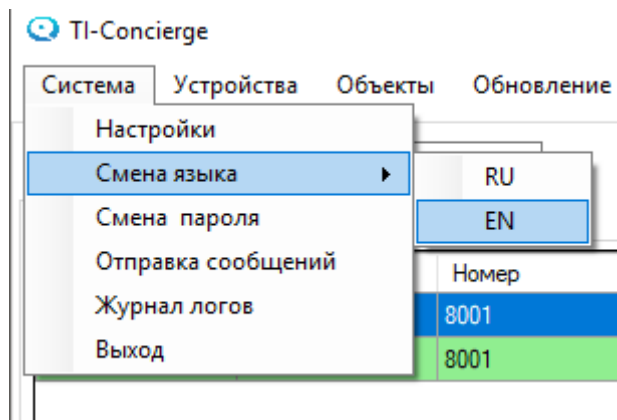 TI-Concierge
Система Устройства Объекты Обновление
Настройки
Смена языка
RU
Смена пароля
EN
Отправка сообщений
Номер
Журнал логов
8001
Выход
8001